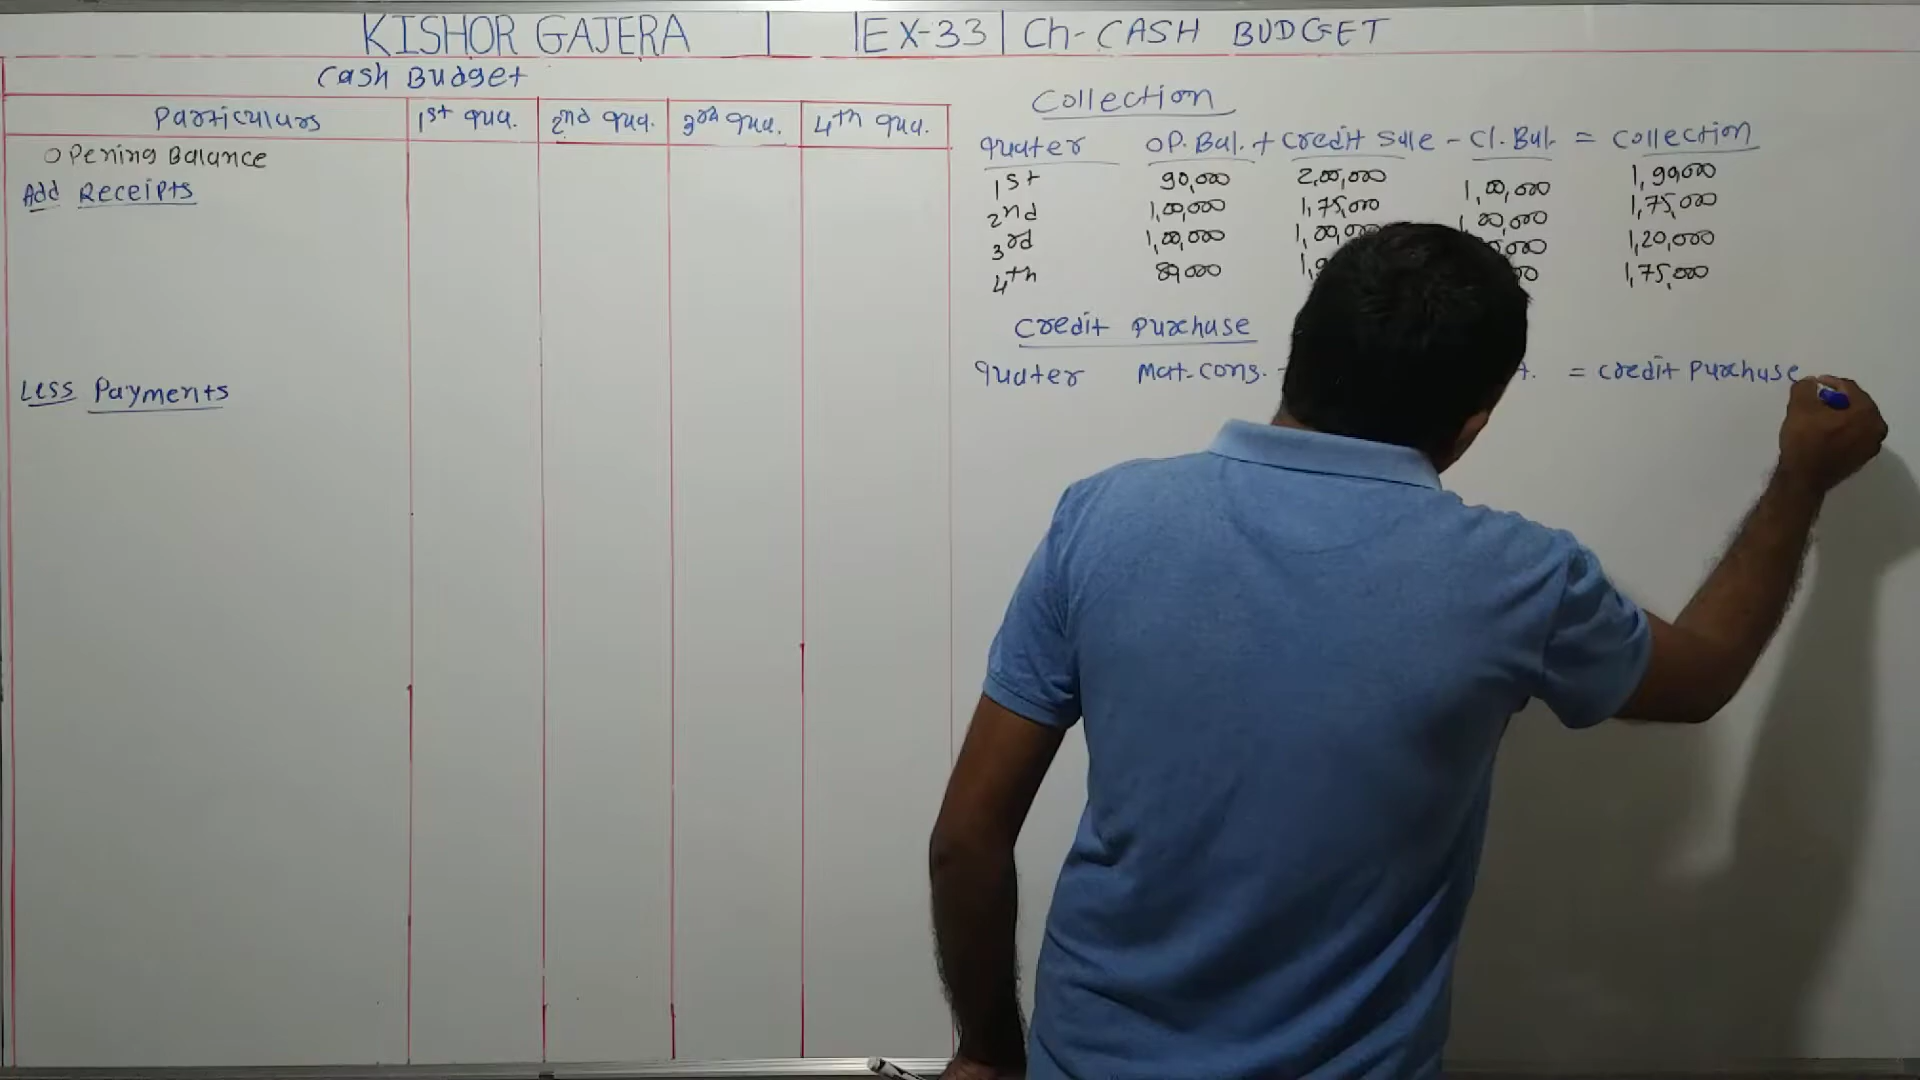 KISHOR GAJERA | EX-33 | Ch-CASH BUDGET
Cash Budget
Particulars 1st qua. 2nd qua. 3rd qua. 4th qua.
Opening Balance
Add Receipts
Less Payments
Collection
quater OP.Bal. + Credit Sale - Cl.Bal. = Collection
1st 90,000 2,00,000 1,00,000 1,90,000
2nd 1,00,000 1,75,000 1,00,000 1,75,000
3rd 1,00,000 1,20,000
4th 1,75,000
Credit Purchase
quater Mat-Cons. = Credit Purchase